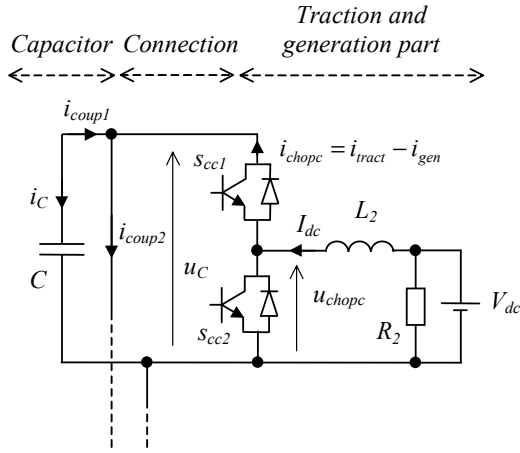 Capacitor
Connection
Traction and
generation part
i_coup1
s_cc1
i_chopc = i_tract − i_gen
i_C
i_coup2
u_C
I_dc
L_2
C
u_chopc
V_dc
R_2
s_cc2